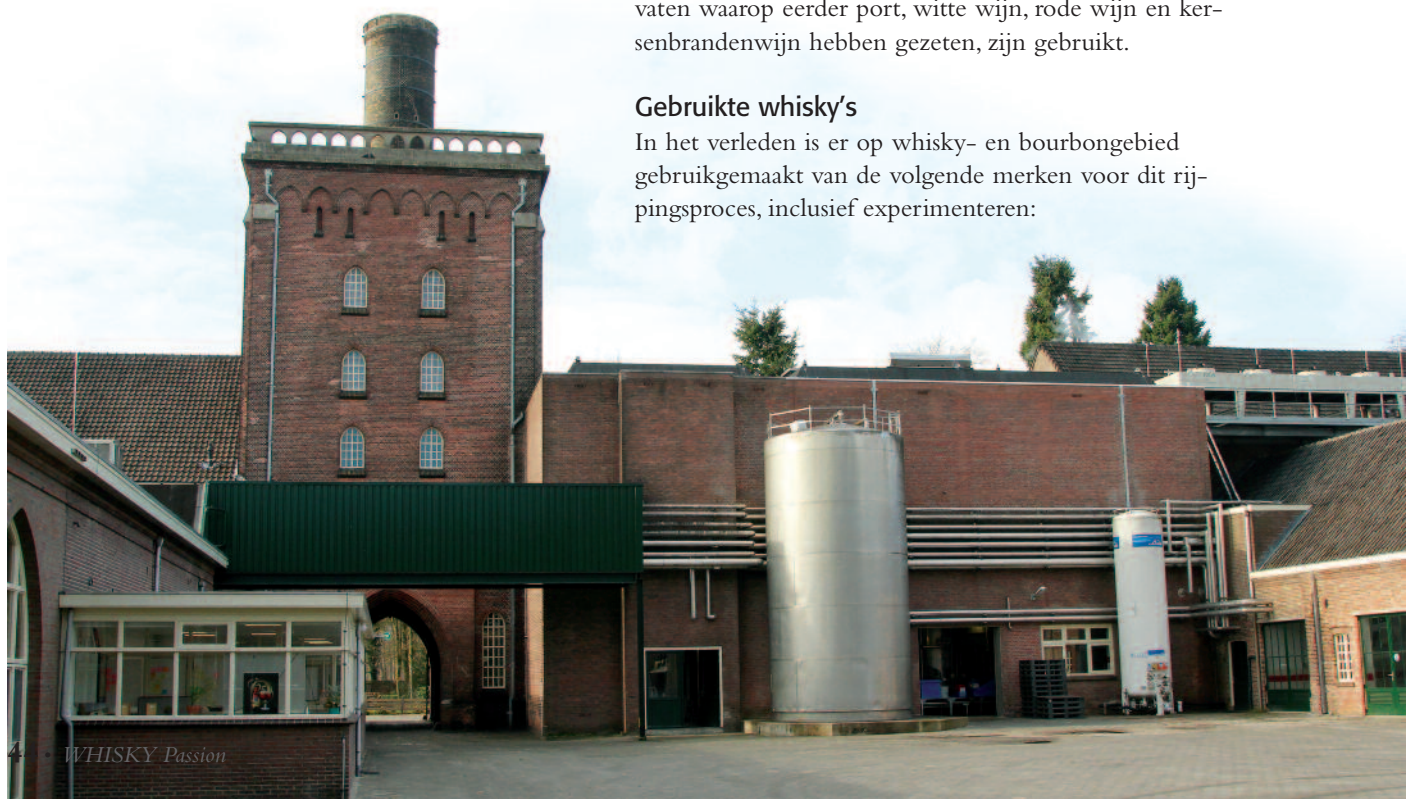 vaten waarop eerder port, witte wijn, rode wijn en ker-
senbrandenwijn hebben gezeten, zijn gebruikt.
Gebruikte whisky's
In het verleden is er op whisky- en bourbongebied
gebruikgemaakt van de volgende merken voor dit rij-
pingsproces, inclusief experimenteren:
4 WHISKY Passion